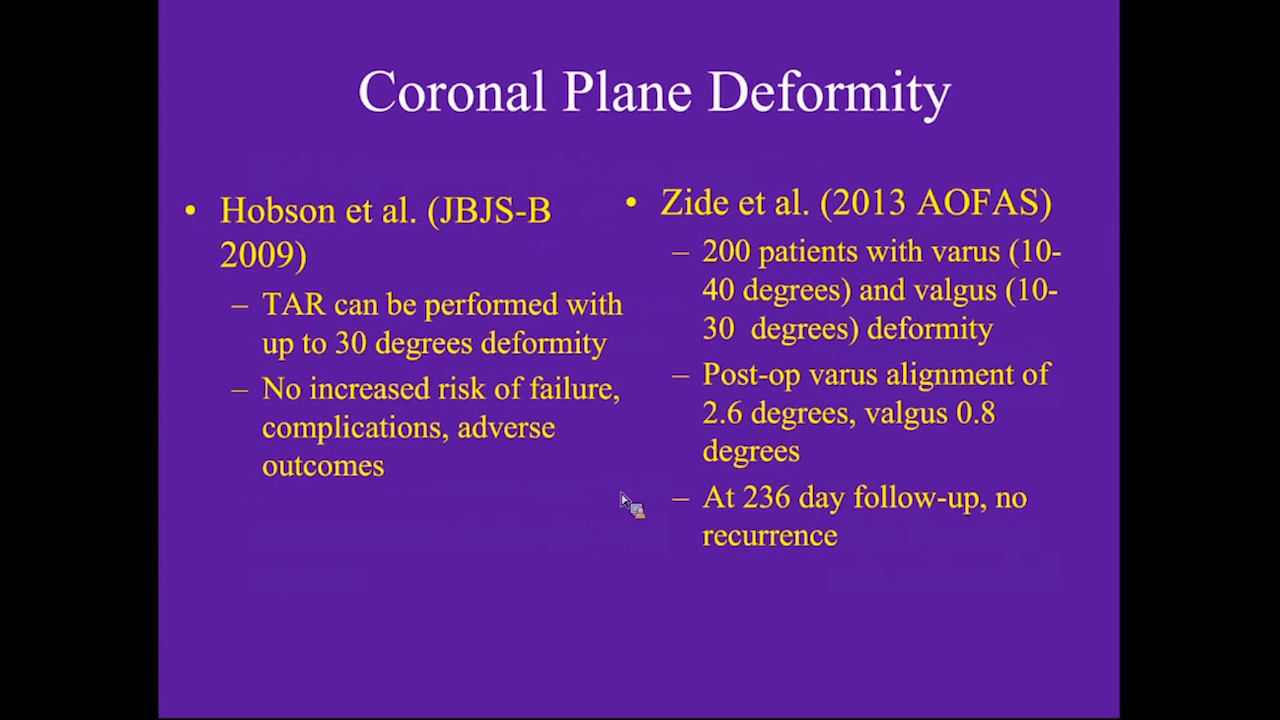 Coronal Plane Deformity
• Hobson et al. (JBJS-B
2009)
– TAR can be performed with
up to 30 degrees deformity
– No increased risk of failure,
complications, adverse
outcomes
• Zide et al. (2013 AOFAS)
– 200 patients with varus (10-
40 degrees) and valgus (10-
30  degrees) deformity
– Post-op varus alignment of
2.6 degrees, valgus 0.8
degrees
– At 236 day follow-up, no
recurrence